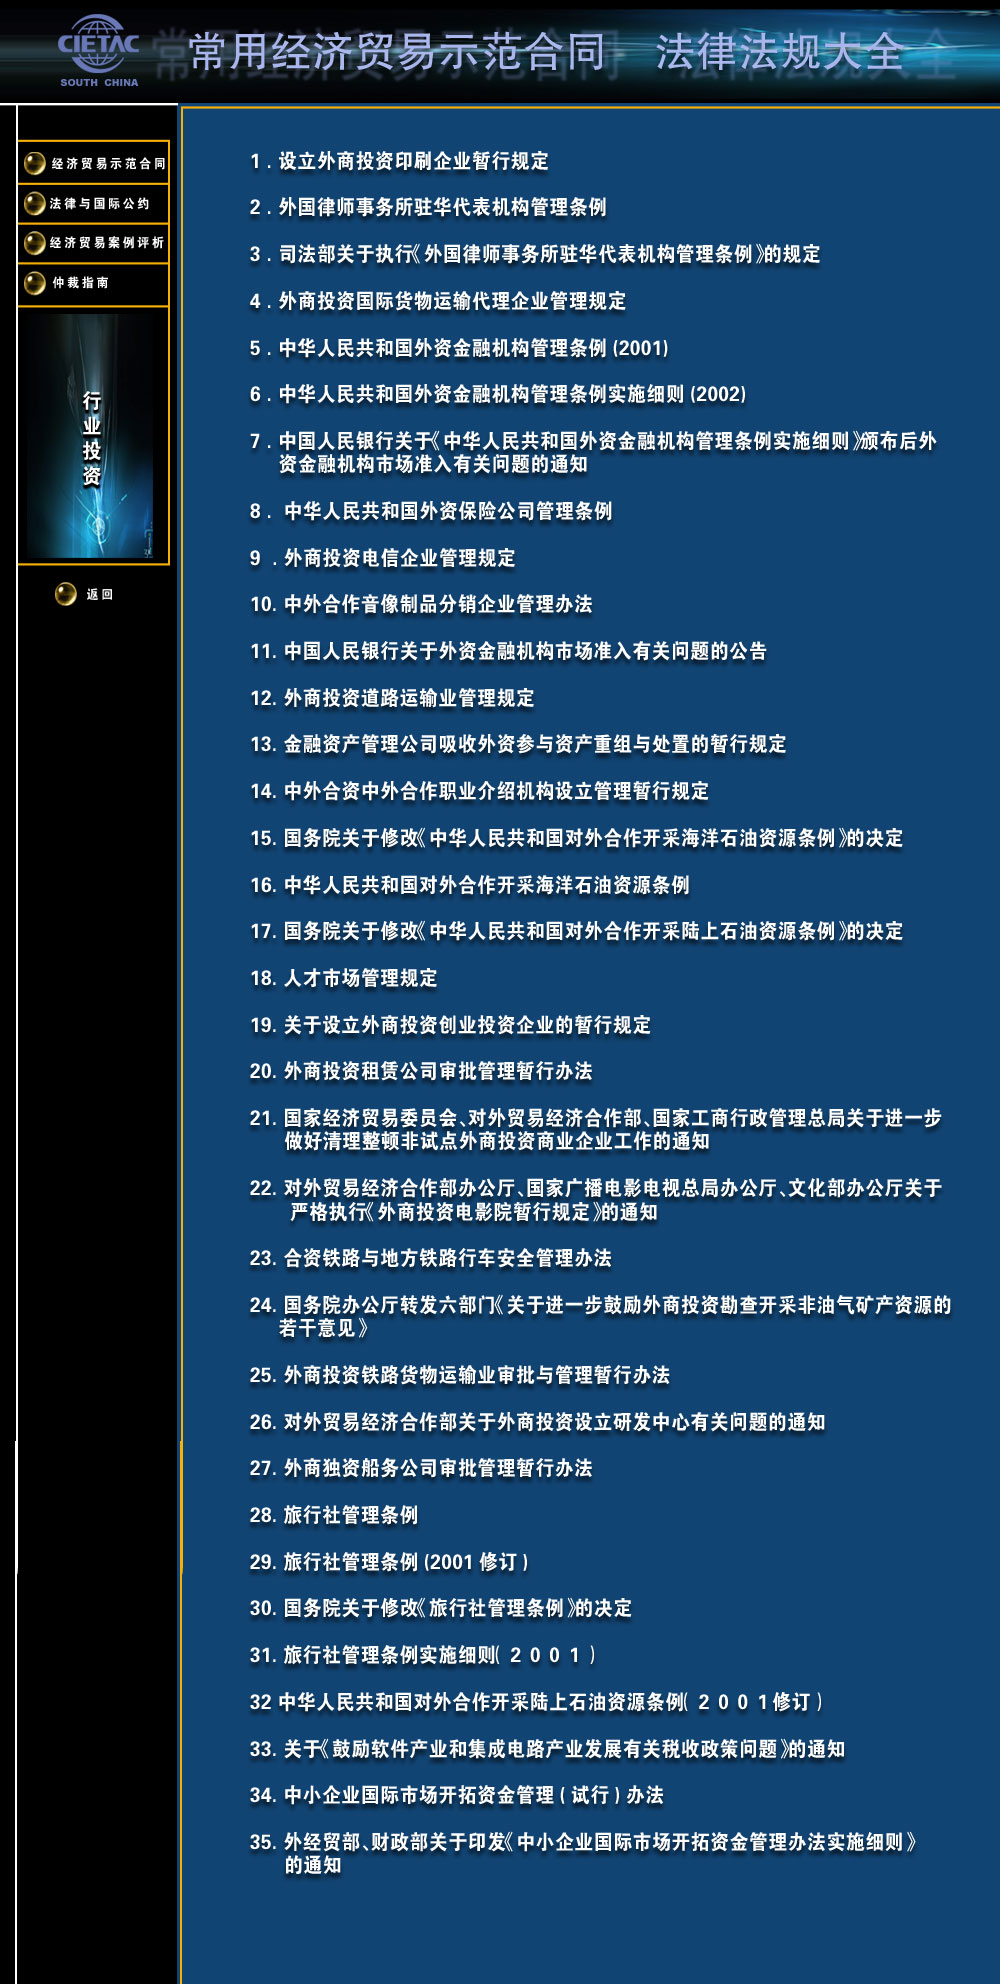 CIETAC
SOUTH CHINA
常用经济贸易示范合同 法律法规大全
经济贸易示范合同
法律与国际公约
经济贸易案例评析
仲裁指南
行业投资
返回
1 . 设立外商投资印刷企业暂行规定
2 . 外国律师事务所驻华代表机构管理条例
3 . 司法部关于执行《外国律师事务所驻华代表机构管理条例》的规定
4 . 外商投资国际货物运输代理企业管理规定
5 . 中华人民共和国外资金融机构管理条例 (2001)
6 . 中华人民共和国外资金融机构管理条例实施细则 (2002)
7 . 中国人民银行关于《中华人民共和国外资金融机构管理条例实施细则》颁布后外
资金融机构市场准入有关问题的通知
8 . 中华人民共和国外资保险公司管理条例
9 . 外商投资电信企业管理规定
10. 中外合作音像制品分销企业管理办法
11. 中国人民银行关于外资金融机构市场准入有关问题的公告
12. 外商投资道路运输业管理规定
13. 金融资产管理公司吸收外资参与资产重组与处置的暂行规定
14. 中外合资中外合作职业介绍机构设立管理暂行规定
15. 国务院关于修改《中华人民共和国对外合作开采海洋石油资源条例》的决定
16. 中华人民共和国对外合作开采海洋石油资源条例
17. 国务院关于修改《中华人民共和国对外合作开采陆上石油资源条例》的决定
18. 人才市场管理规定
19. 关于设立外商投资创业投资企业的暂行规定
20. 外商投资租赁公司审批管理暂行办法
21. 国家经济贸易委员会、对外贸易经济合作部、国家工商行政管理总局关于进一步
做好清理整顿非试点外商投资商业企业工作的通知
22. 对外贸易经济合作部办公厅、国家广播电影电视总局办公厅、文化部办公厅关于
严格执行《外商投资电影院暂行规定》的通知
23. 合资铁路与地方铁路行车安全管理办法
24. 国务院办公厅转发六部门《关于进一步鼓励外商投资勘查开采非油气矿产资源的
若干意见》
25. 外商投资铁路货物运输业审批与管理暂行办法
26. 对外贸易经济合作部关于外商投资设立研发中心有关问题的通知
27. 外商独资船务公司审批管理暂行办法
28. 旅行社管理条例
29. 旅行社管理条例 (2001 修订 )
30. 国务院关于修改《旅行社管理条例》的决定
31. 旅行社管理条例实施细则( ２００１ )
32 中华人民共和国对外合作开采陆上石油资源条例( ２００１修订 )
33. 关于《鼓励软件产业和集成电路产业发展有关税收政策问题》的通知
34. 中小企业国际市场开拓资金管理 ( 试行 ) 办法
35. 外经贸部、财政部关于印发《中小企业国际市场开拓资金管理办法实施细则》
的通知